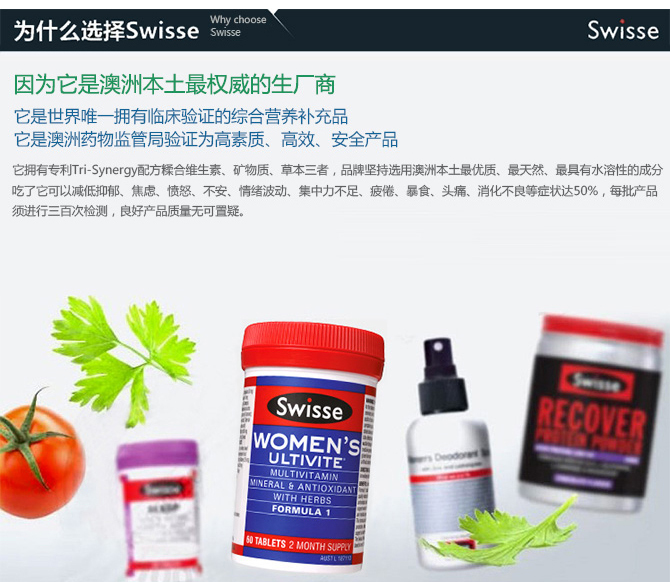 为什么选择Swisse
Why choose
Swisse
Swisse
因为它是澳洲本土最权威的生厂商
它是世界唯一拥有临床验证的综合营养补充品
它是澳洲药物监管局验证为高素质、高效、安全产品
它拥有专利Tri-Synergy配方糅合维生素、矿物质、草本三者，品牌坚持选用澳洲本土最优质、最天然、最具有水溶性的成分
吃了它可以减低抑郁、焦虑、愤怒、不安、情绪波动、集中力不足、疲倦、暴食、头痛、消化不良等症状达50%，每批产品
须进行三百次检测，良好产品质量无可置疑。
Swisse
WOMEN'S
ULTIVITE
MULTIVITAMIN
MINERAL & ANTIOXIDANT
WITH HERBS
FORMULA 1
60 TABLETS 2 MONTH SUPPLY
Swisse
Women's Deodorant
Swisse
RECOVER
PROTEIN POWDER